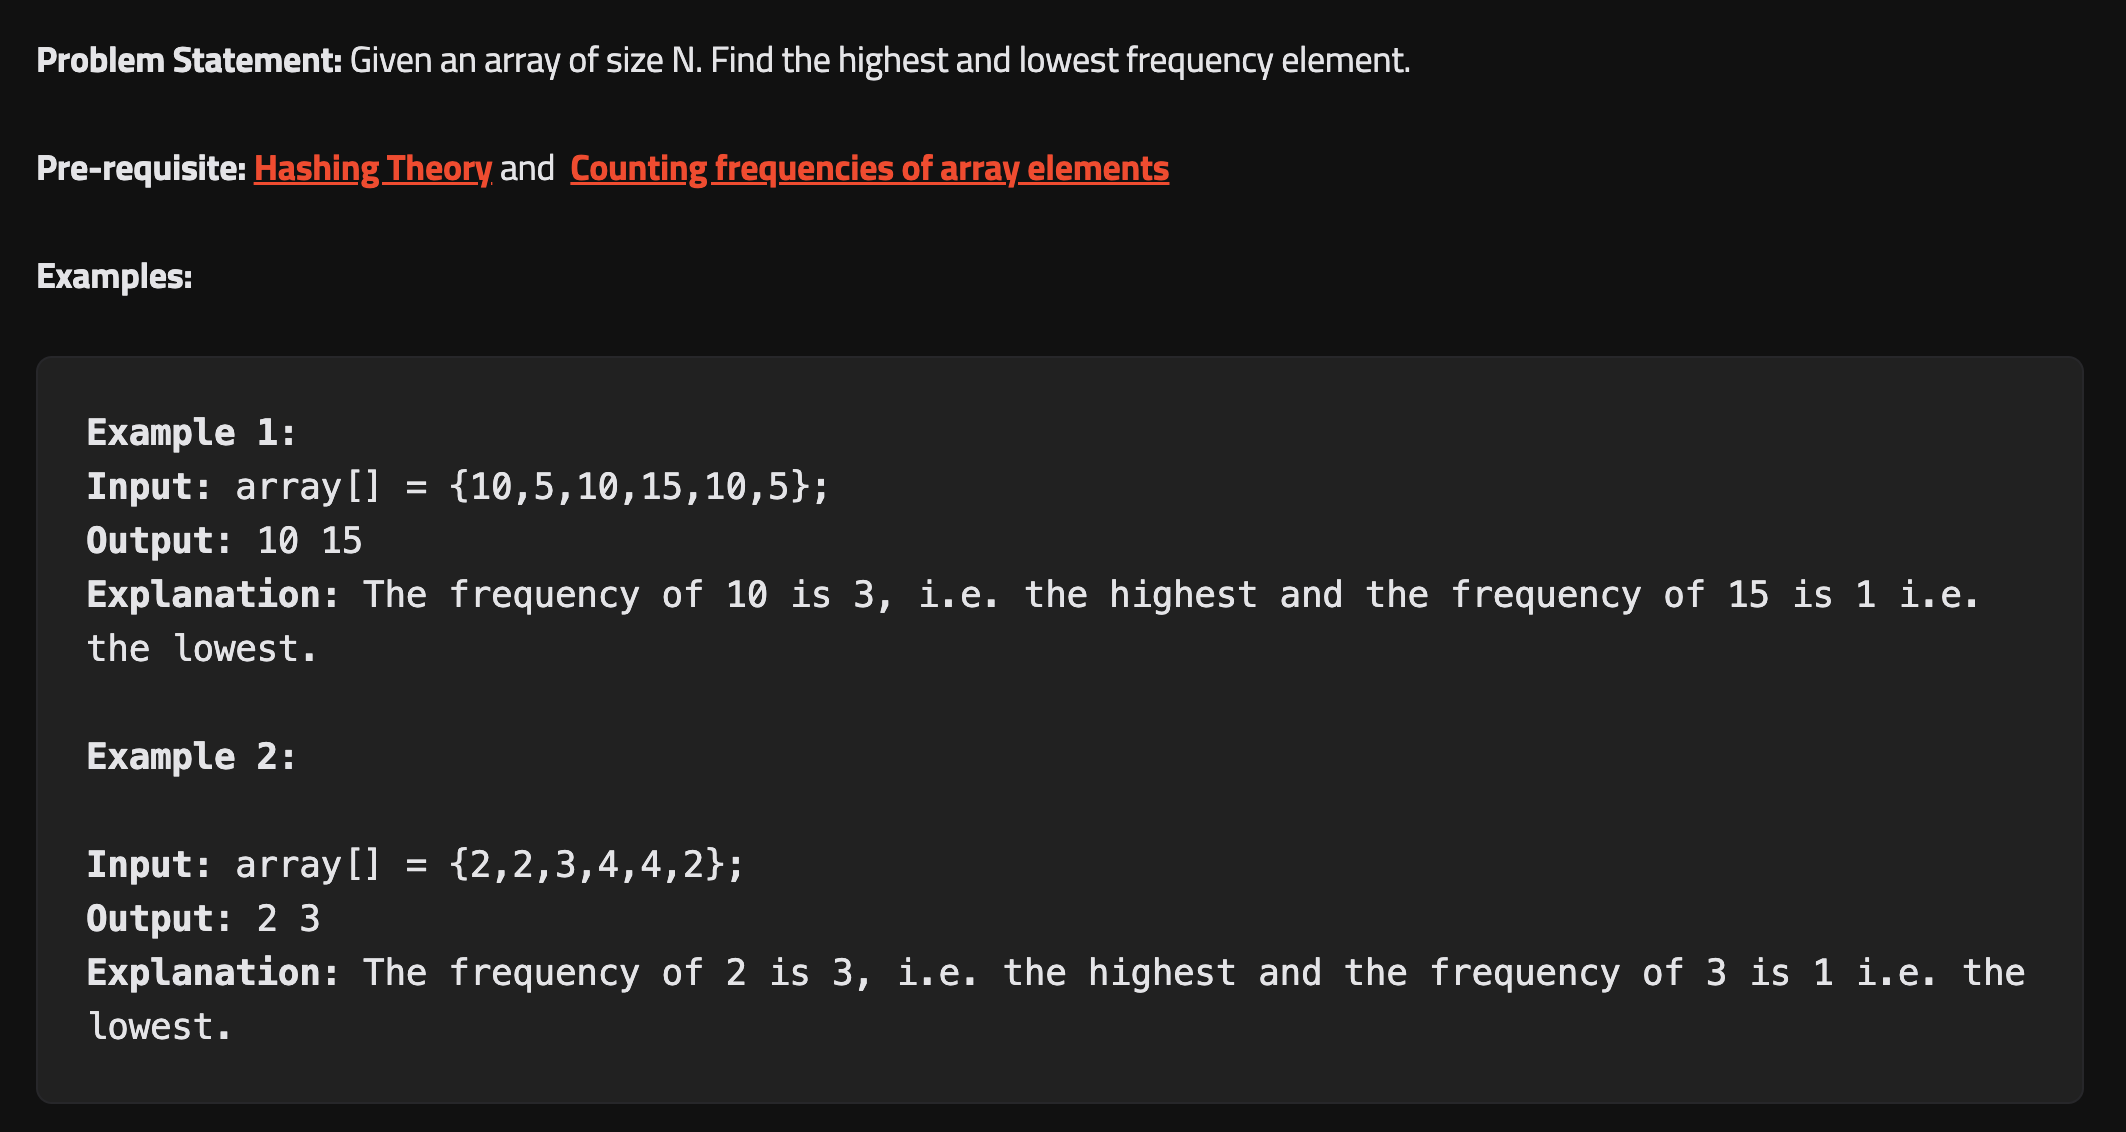 Problem Statement: Given an array of size N. Find the highest and lowest frequency element.
Pre-requisite: Hashing Theory and Counting frequencies of array elements
Examples:
Example 1:
Input: array[] = {10,5,10,15,10,5};
Output: 10 15
Explanation: The frequency of 10 is 3, i.e. the highest and the frequency of 15 is 1 i.e.
the lowest.
Example 2:
Input: array[] = {2,2,3,4,4,2};
Output: 2 3
Explanation: The frequency of 2 is 3, i.e. the highest and the frequency of 3 is 1 i.e. the
lowest.